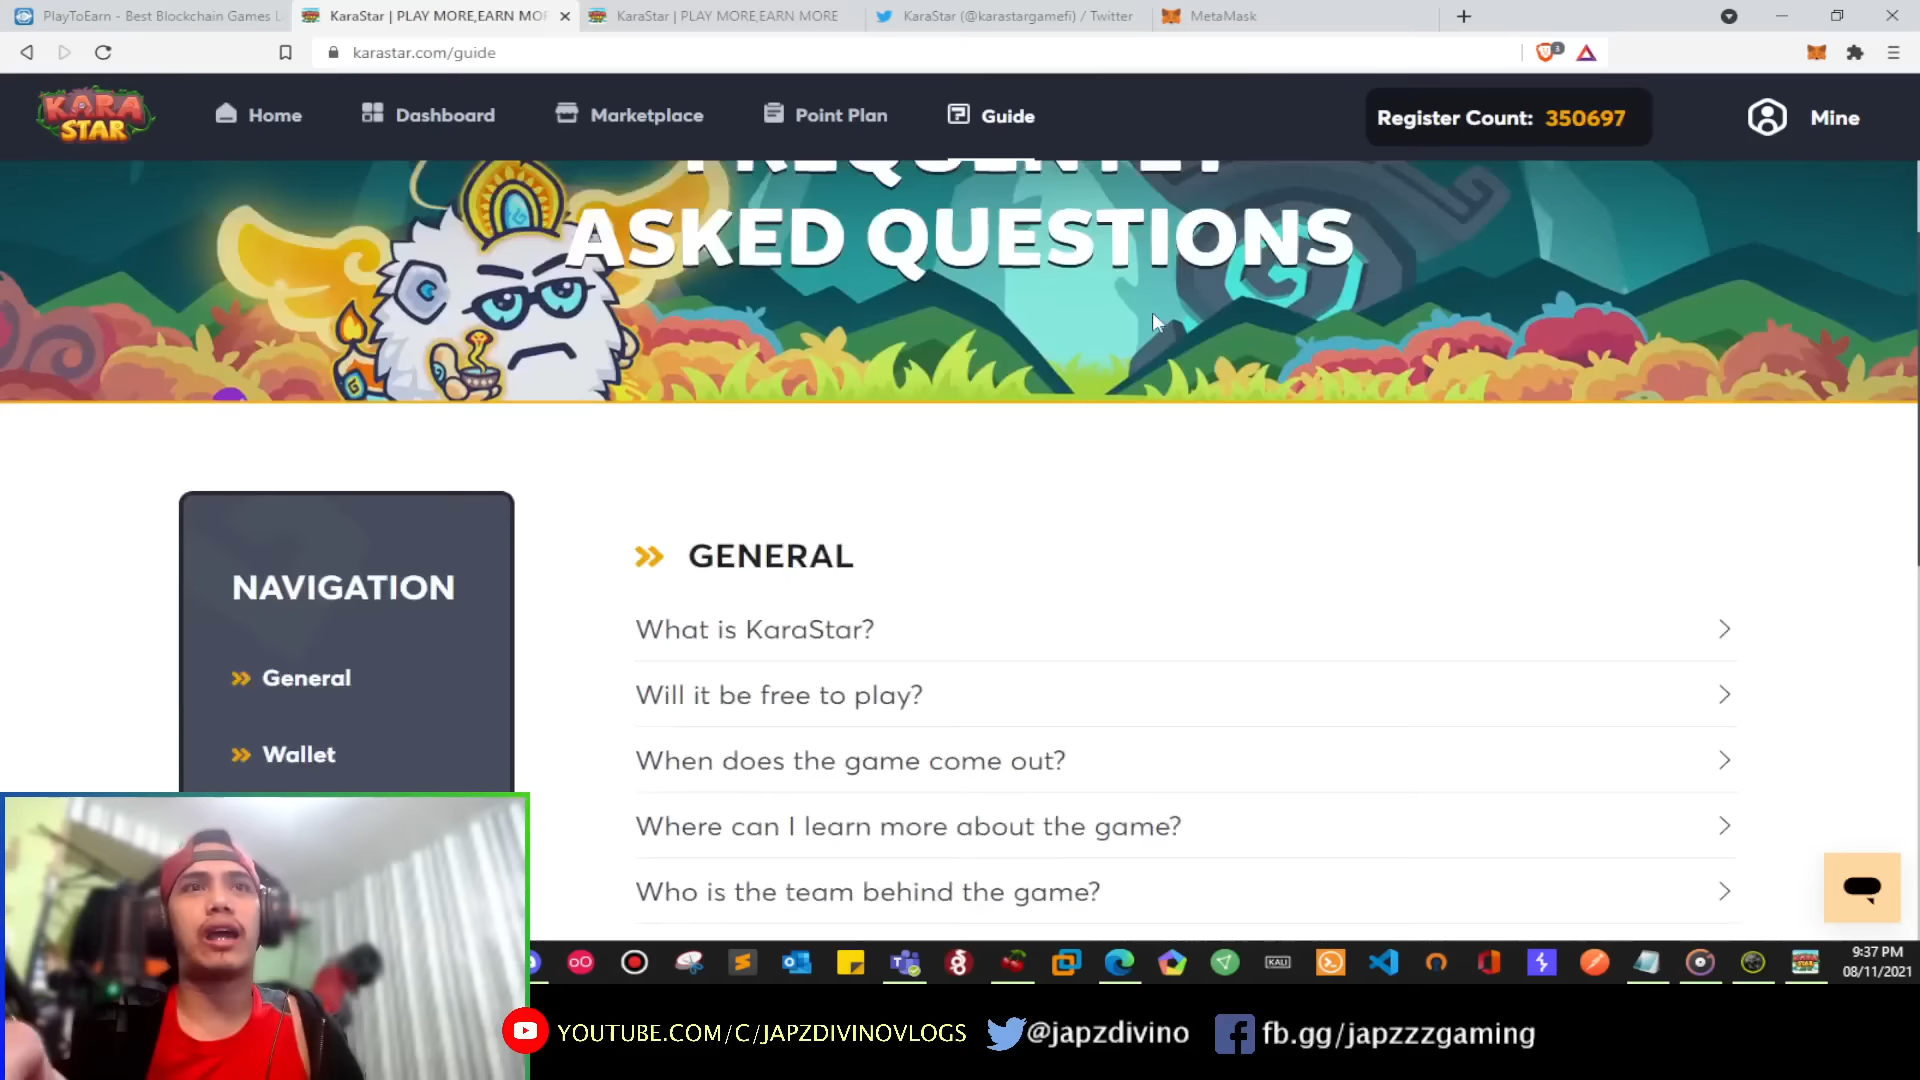 PlayToEarn - Best Blockchain Games L
KaraStar | PLAY MORE,EARN MOR
KaraStar | PLAY MORE,EARN MORE
KaraStar (@karastargamefi) / Twitter
MetaMask
karastar.com/guide
3
KARA
STAR
Home
Dashboard
Marketplace
Point Plan
Guide
Register Count: 350697
Mine
FREQUENTLY
ASKED QUESTIONS
NAVIGATION
General
Wallet
GENERAL
What is KaraStar?
Will it be free to play?
When does the game come out?
Where can I learn more about the game?
Who is the team behind the game?
KALI
9:37 PM
08/11/2021
YOUTUBE.COM/C/JAPZDIVINOVLOGS
@japzdivino
fb.gg/japzzzgaming